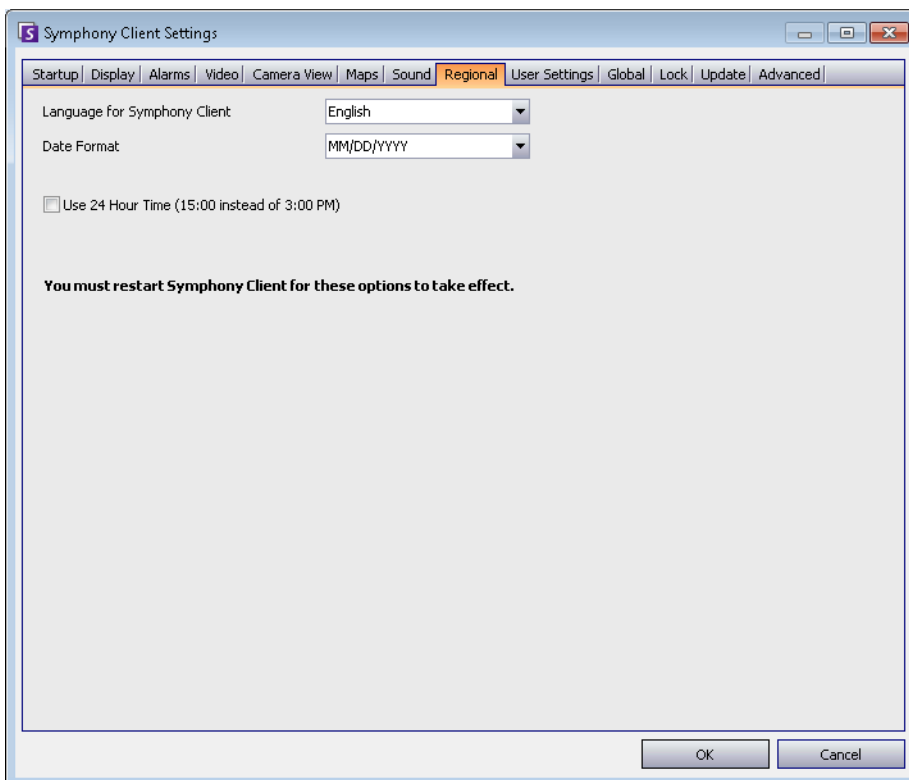 Symphony Client Settings
Startup Display Alarms Video Camera View Maps Sound Regional User Settings Global Lock Update Advanced
Language for Symphony Client English
Date Format MM/DD/YYYY
Use 24 Hour Time (15:00 instead of 3:00 PM)
You must restart Symphony Client for these options to take effect.
OK Cancel